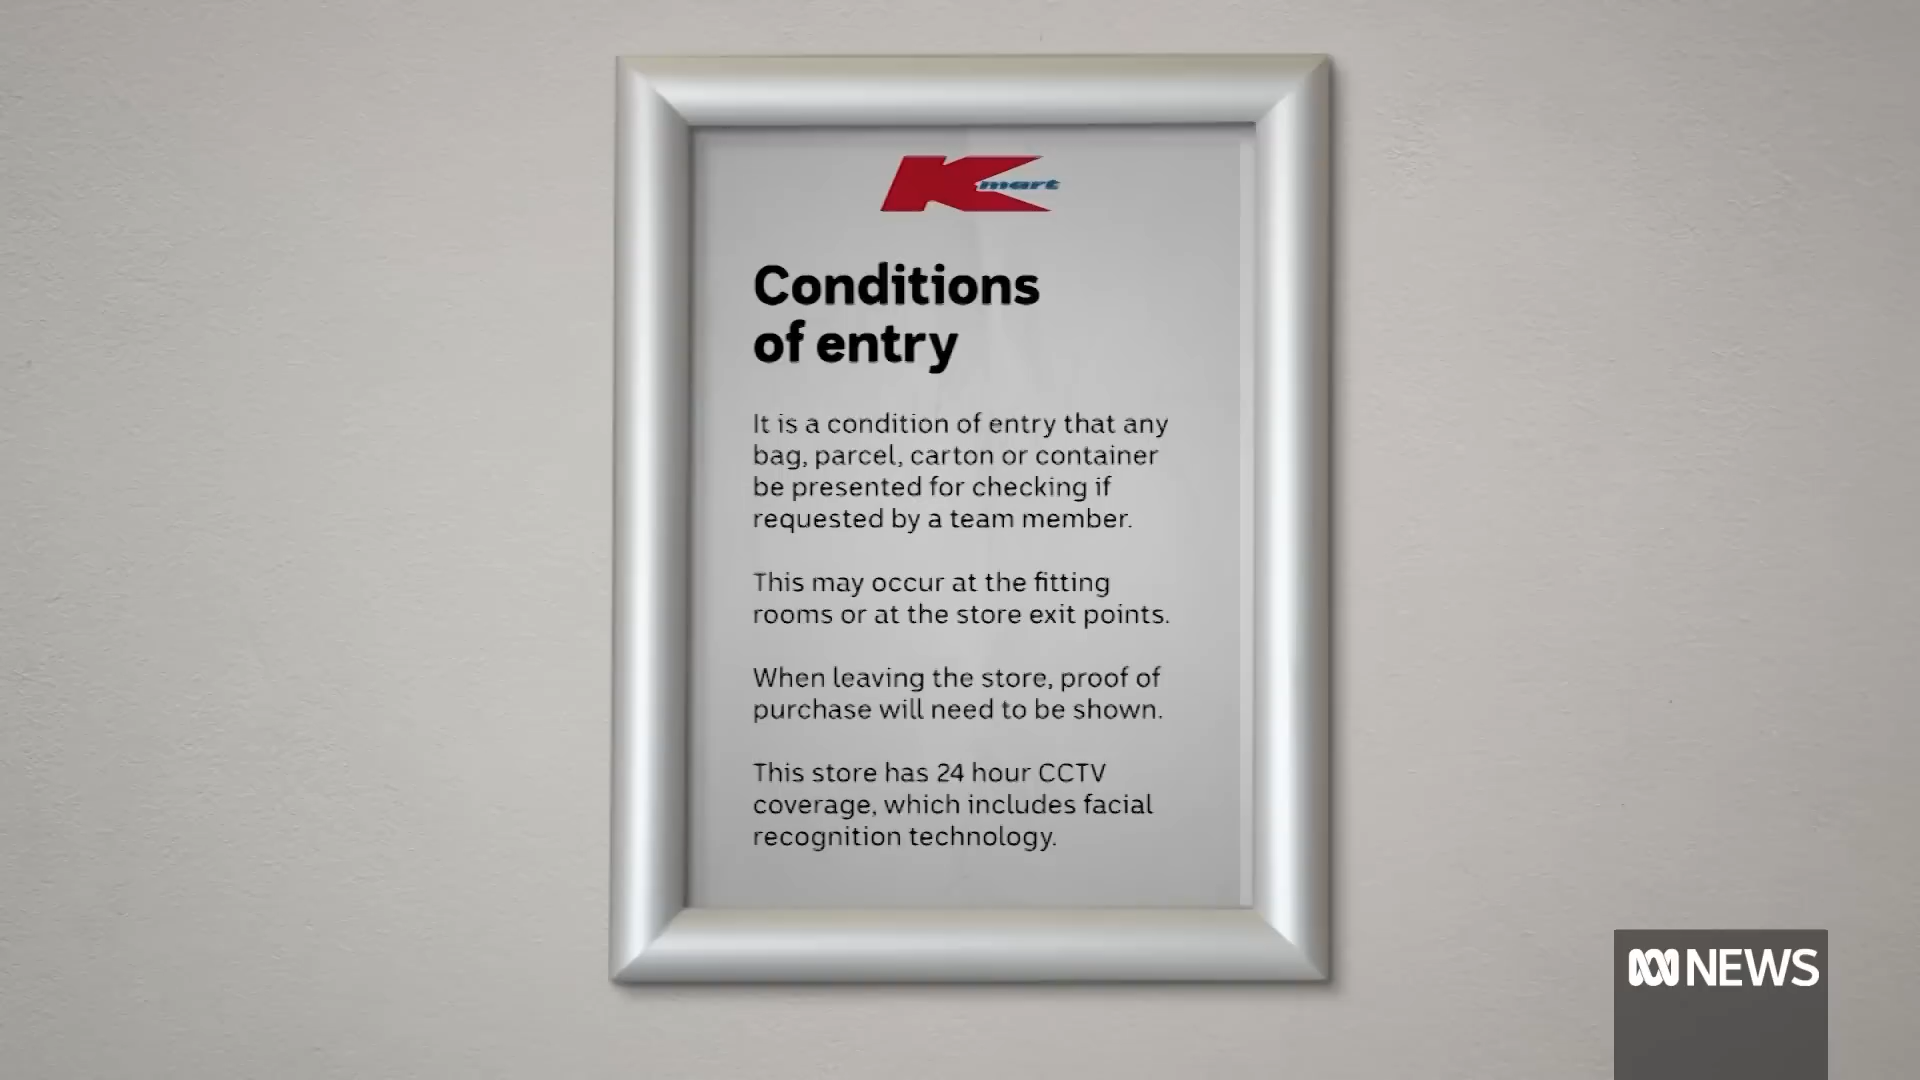 Kmart
Conditions
of entry
It is a condition of entry that any
bag, parcel, carton or container
be presented for checking if
requested by a team member.
This may occur at the fitting
rooms or at the store exit points.
When leaving the store, proof of
purchase will need to be shown.
This store has 24 hour CCTV
coverage, which includes facial
recognition technology.
NEWS